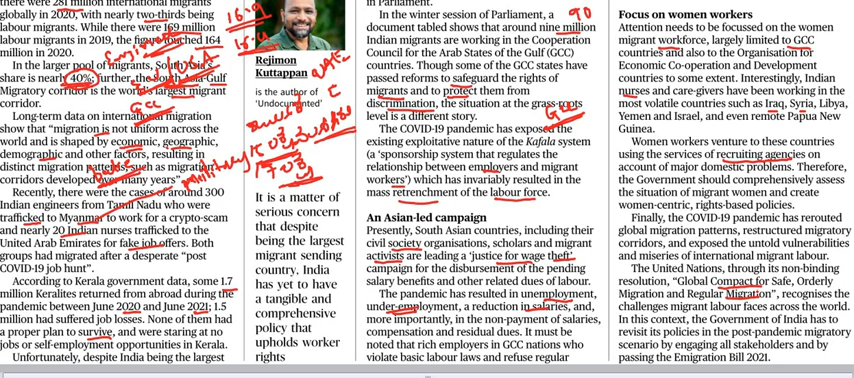 there were 281 million international migrants
globally in 2020, with nearly two-thirds being
labour migrants. While there were 169 million
labour migrants in 2019, the figure touched 164
million in 2020.
In the larger pool of migrants, South Asia's
share is nearly 40%; further, the South Asia-Gulf
Migratory corridor is the world's largest migrant
corridor.
Long-term data on international migration
show that "migration is not uniform across the
world and is shaped by economic, geographic,
demographic and other factors, resulting in
distinct migration patterns, such as migration
corridors developed over many years".
Recently, there were the cases of around 300
Indian engineers from Tamil Nadu who were
trafficked to Myanmar to work for a crypto-scam
and nearly 20 Indian nurses trafficked to the
United Arab Emirates for fake job offers. Both
groups had migrated after a desperate "post
COVID-19 job hunt".
According to Kerala government data, some 1.7
million Keralites returned from abroad during the
pandemic between June 2020 and June 2021; 1.5
million had suffered job losses. None of them had
a proper plan to survive, and were staring at no
jobs or self-employment opportunities in Kerala.
Unfortunately, despite India being the largest
16.9
GCC
Rejimon
Kuttappan
is the author of
'Undocumented'
It is a matter of
serious concern
that despite
being the largest
migrant sending
country, India
has yet to have
a tangible and
comprehensive
policy that
upholds worker
rights
in Parliament.
In the winter session of Parliament, a
document tabled shows that around nine million
Indian migrants are working in the Cooperation
Council for the Arab States of the Gulf (GCC)
countries. Though some of the GCC states have
passed reforms to safeguard the rights of
migrants and to protect them from
discrimination, the situation at the grass-roots
level is a different story.
The COVID-19 pandemic has exposed the
existing exploitative nature of the Kafala system
(a 'sponsorship system that regulates the
relationship between employers and migrant
workers') which has invariably resulted in the
mass retrenchment of the labour force.
An Asian-led campaign
Presently, South Asian countries, including their
civil society organisations, scholars and migrant
activists are leading a 'justice for wage theft'
campaign for the disbursement of the pending
salary benefits and other related dues of labour.
The pandemic has resulted in unemployment,
under-employment, a reduction in salaries, and,
more importantly, in the non-payment of salaries,
compensation and residual dues. It must be
noted that rich employers in GCC nations who
violate basic labour laws and refuse regular
90
GCC
Focus on women workers
Attention needs to be focussed on the women
migrant workforce, largely limited to GCC
countries and also to the Organisation for
Economic Co-operation and Development
countries to some extent. Interestingly, Indian
nurses and care-givers have been working in the
most volatile countries such as Iraq, Syria, Libya,
Yemen and Israel, and even remote Papua New
Guinea.
Women workers venture to these countries
using the services of recruiting agencies on
account of major domestic problems. Therefore,
the Government should comprehensively assess
the situation of migrant women and create
women-centric, rights-based policies.
Finally, the COVID-19 pandemic has rerouted
global migration patterns, restructured migratory
corridors, and exposed the untold vulnerabilities
and miseries of international migrant labour.
The United Nations, through its non-binding
resolution, "Global Compact for Safe, Orderly
Migration and Regular Migration", recognises the
challenges migrant labour faces across the world.
In this context, the Government of India has to
revisit its policies in the post-pandemic migratory
scenario by engaging all stakeholders and by
passing the Emigration Bill 2021.